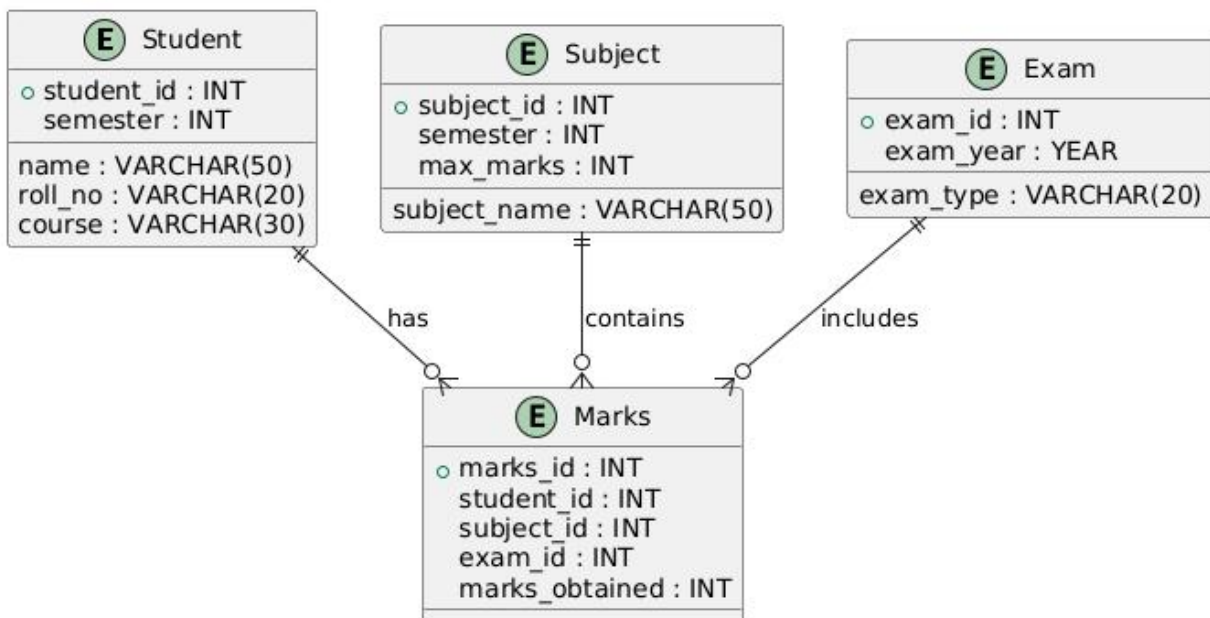 E Student
student_id : INT
semester : INT
name : VARCHAR(50)
roll_no : VARCHAR(20)
course : VARCHAR(30)
E Subject
subject_id : INT
semester : INT
max_marks : INT
subject_name : VARCHAR(50)
E Exam
exam_id : INT
exam_year : YEAR
exam_type : VARCHAR(20)
has
contains
includes
E Marks
marks_id : INT
student_id : INT
subject_id : INT
exam_id : INT
marks_obtained : INT